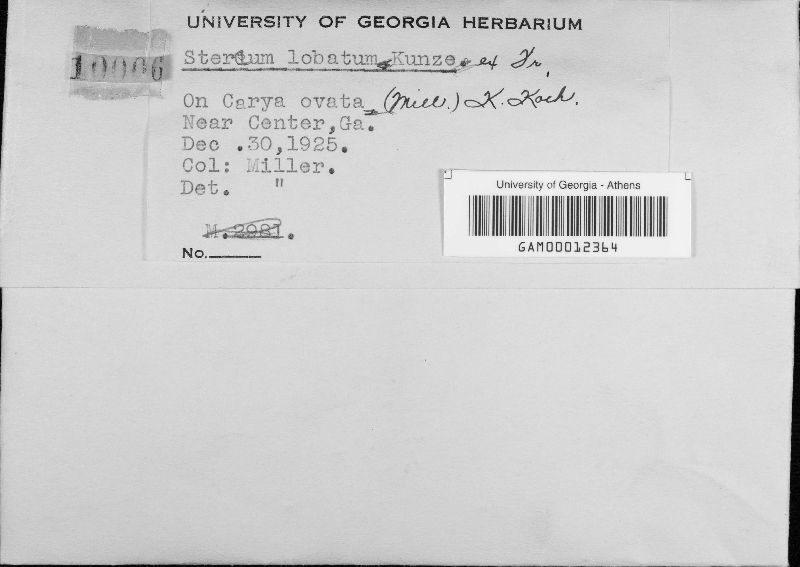 UNIVERSITY OF GEORGIA HERBARIUM
10006
Stereum lobatum Kunze. ex Fr.
On Carya ovata (Mill.) K. Koch.
Near Center,Ga.
Dec .30,1925.
Col: Miller.
Det. "
M.2981.
No.
University of Georgia - Athens
GAM00012364